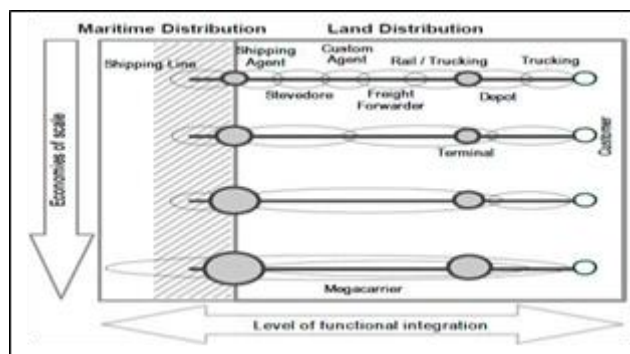 Maritime Distribution Land Distribution
Shipping Line
Shipping Agent
Custom Agent
Rail / Trucking
Trucking
Stevedore
Freight Forwarder
Depot
Customer
Economies of scale
Terminal
Megacarrier
Level of functional integration